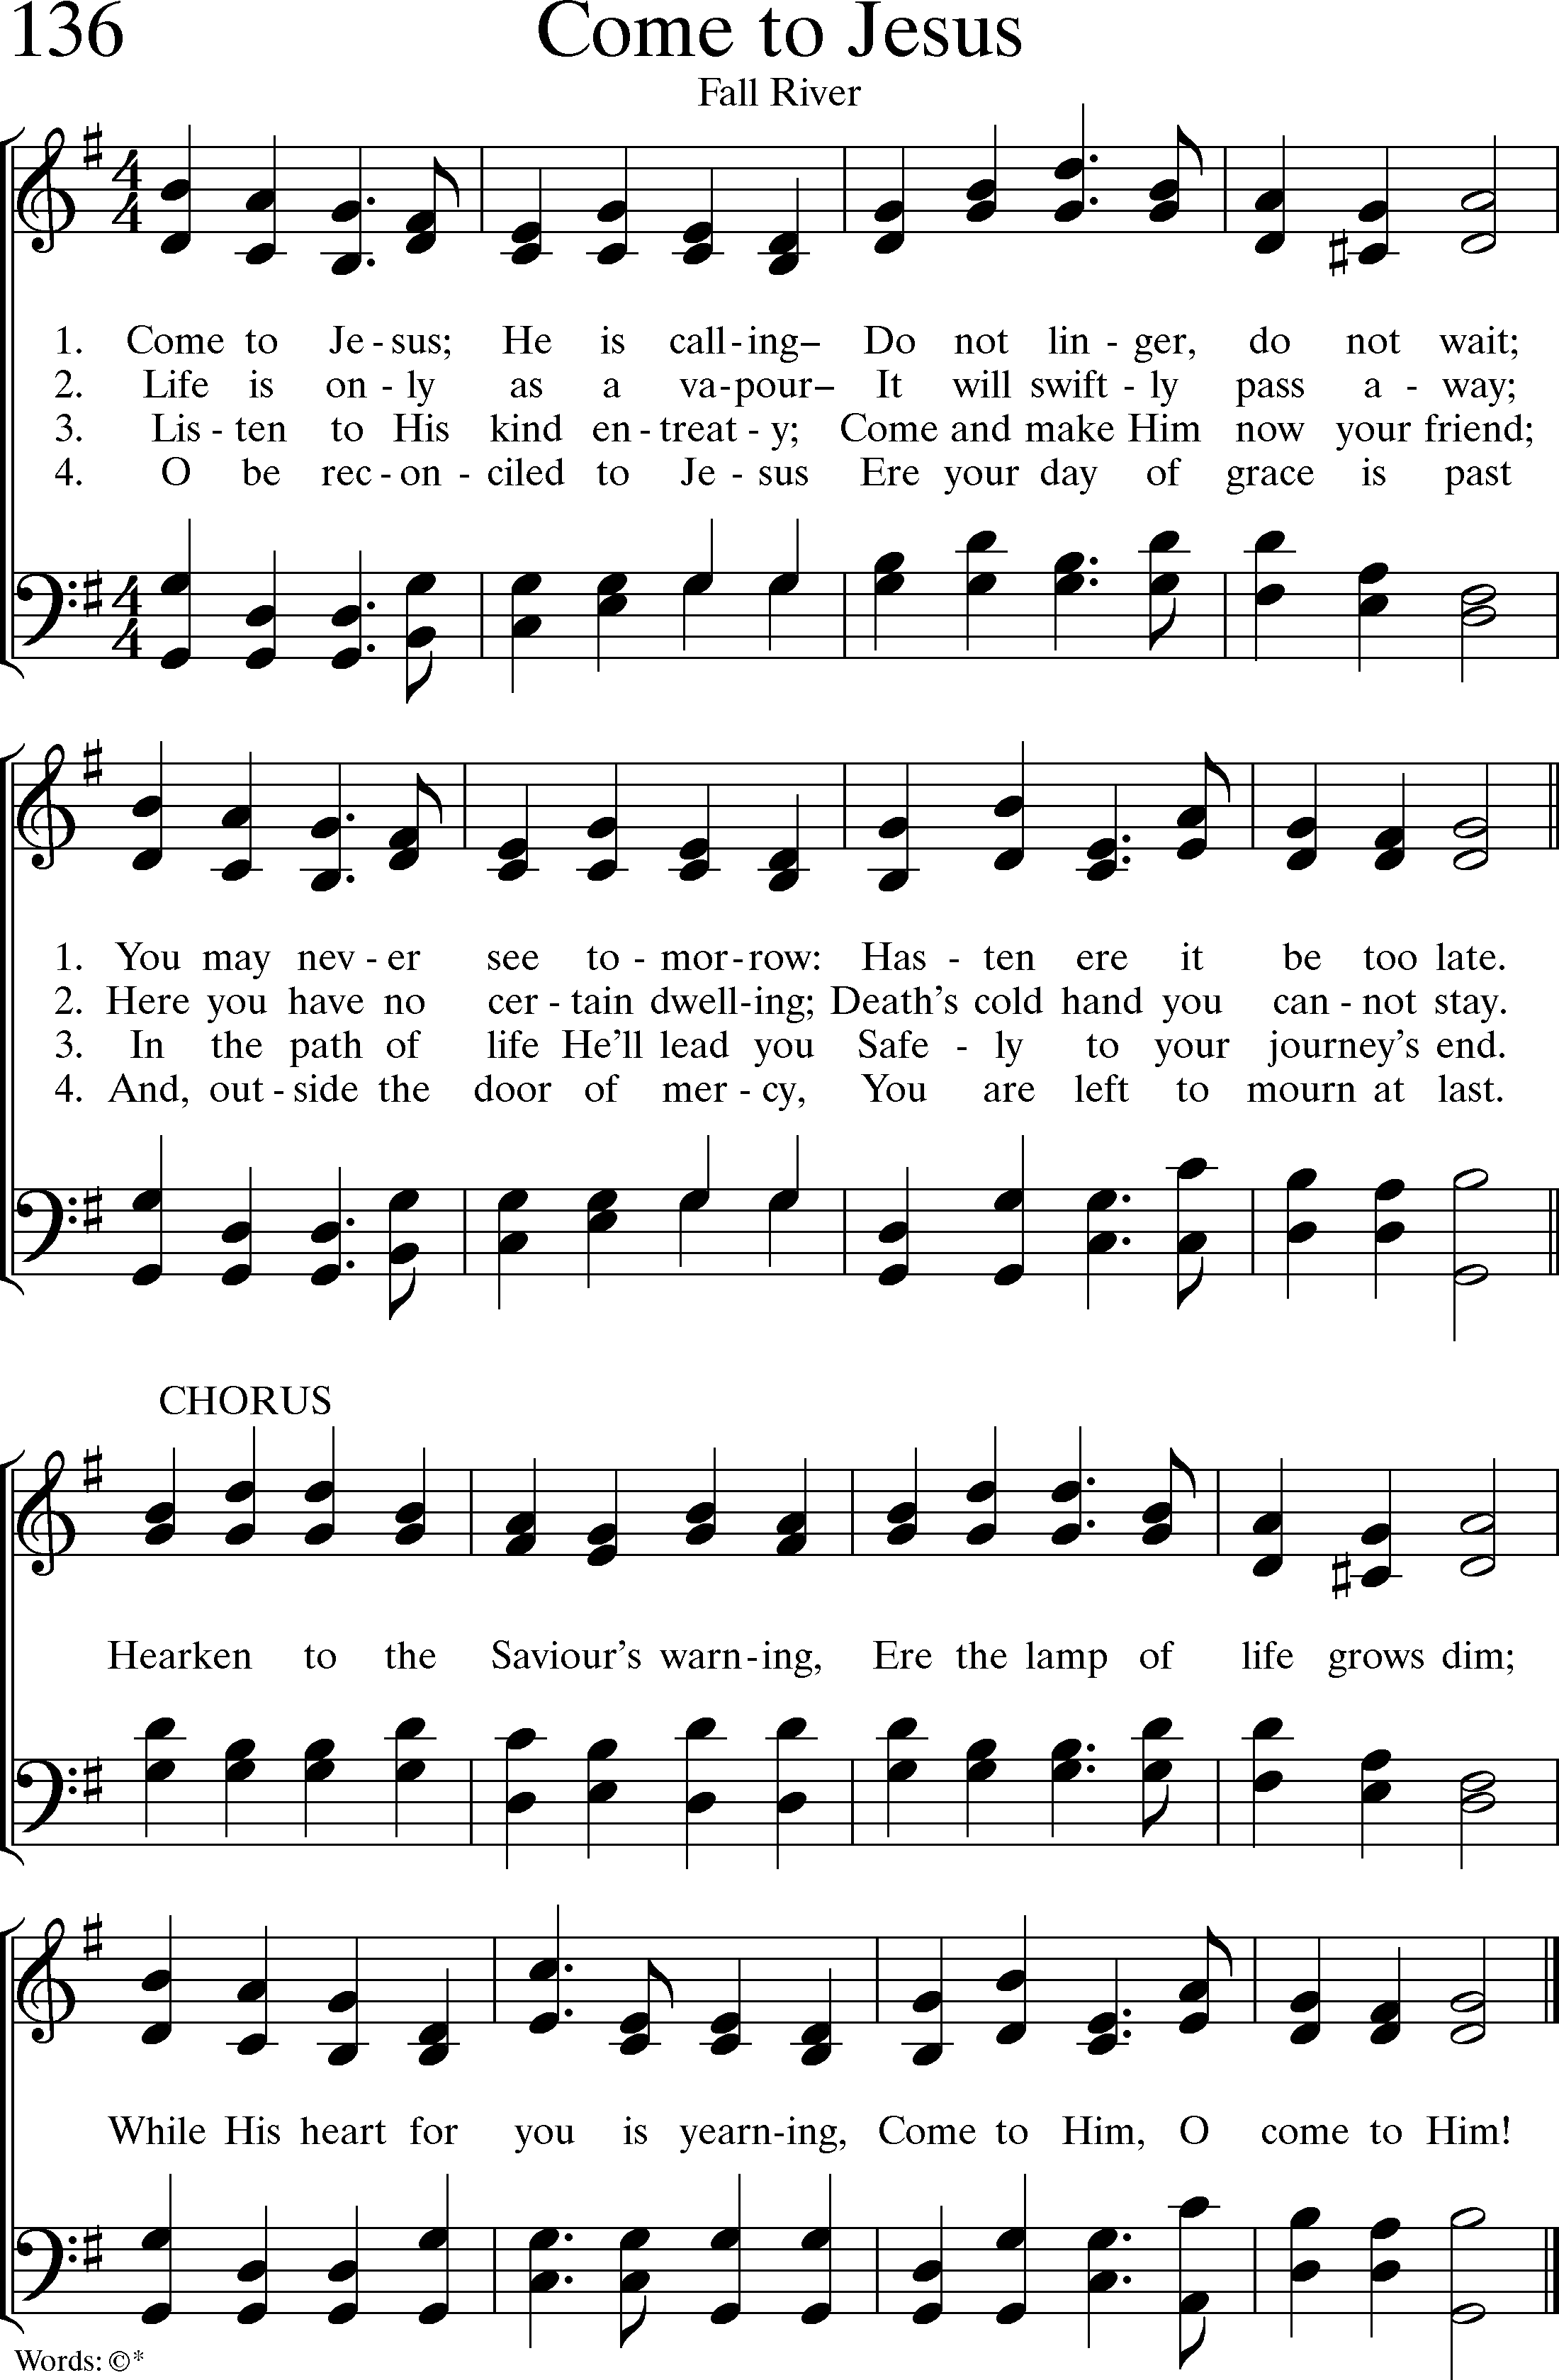 136 Come to Jesus
Fall River
1. Come to Je - sus; He is call - ing– Do not lin - ger, do not wait;
2. Life is on - ly as a va - pour– It will swift - ly pass a - way;
3. Lis - ten to His kind en - treat - y; Come and make Him now your friend;
4. O be rec - on - ciled to Je - sus Ere your day of grace is past
1. You may nev - er see to - mor - row: Has - ten ere it be too late.
2. Here you have no cer - tain dwell - ing; Death's cold hand you can - not stay.
3. In the path of life He'll lead you Safe - ly to your journey's end.
4. And, out - side the door of mer - cy, You are left to mourn at last.
CHORUS
Hearken to the Saviour's warn - ing, Ere the lamp of life grows dim;
While His heart for you is yearn - ing, Come to Him, O come to Him!
Words: ©*